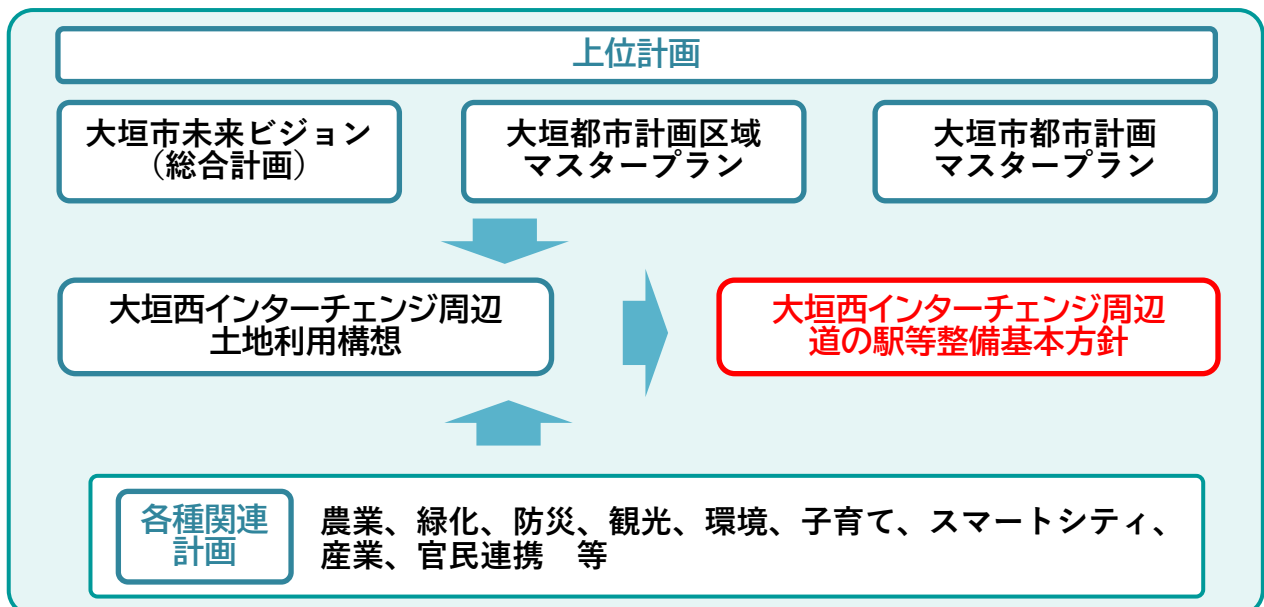 上位計画
大垣市未来ビジョン
（総合計画）
大垣都市計画区域
マスタープラン
大垣市都市計画
マスタープラン
大垣西インターチェンジ周辺
土地利用構想
大垣西インターチェンジ周辺
道の駅等整備基本方針
各種関連
計画
農業、緑化、防災、観光、環境、子育て、スマートシティ、
産業、官民連携　等